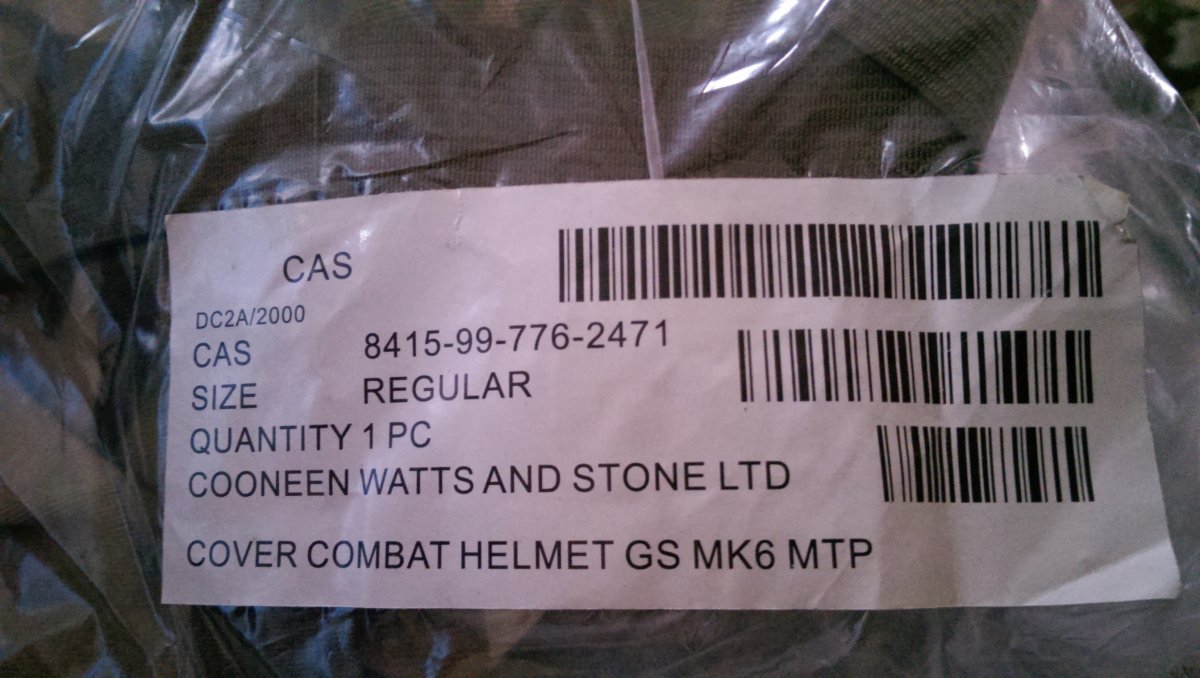 CAS
DC2A/2000
CAS 8415-99-776-2471
SIZE REGULAR
QUANTITY 1 PC
COONEEN WATTS AND STONE LTD
COVER COMBAT HELMET GS MK6 MTP